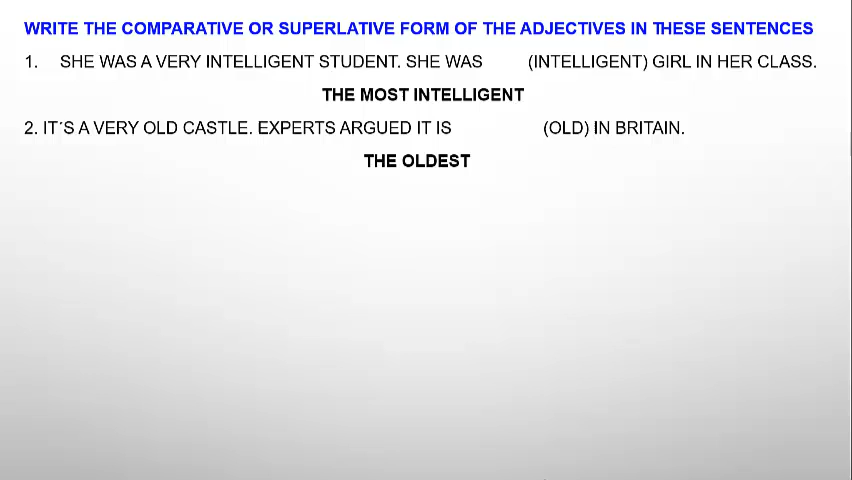 WRITE THE COMPARATIVE OR SUPERLATIVE FORM OF THE ADJECTIVES IN THESE SENTENCES
1. SHE WAS A VERY INTELLIGENT STUDENT. SHE WAS (INTELLIGENT) GIRL IN HER CLASS.
THE MOST INTELLIGENT
2. IT´S A VERY OLD CASTLE. EXPERTS ARGUED IT IS (OLD) IN BRITAIN.
THE OLDEST